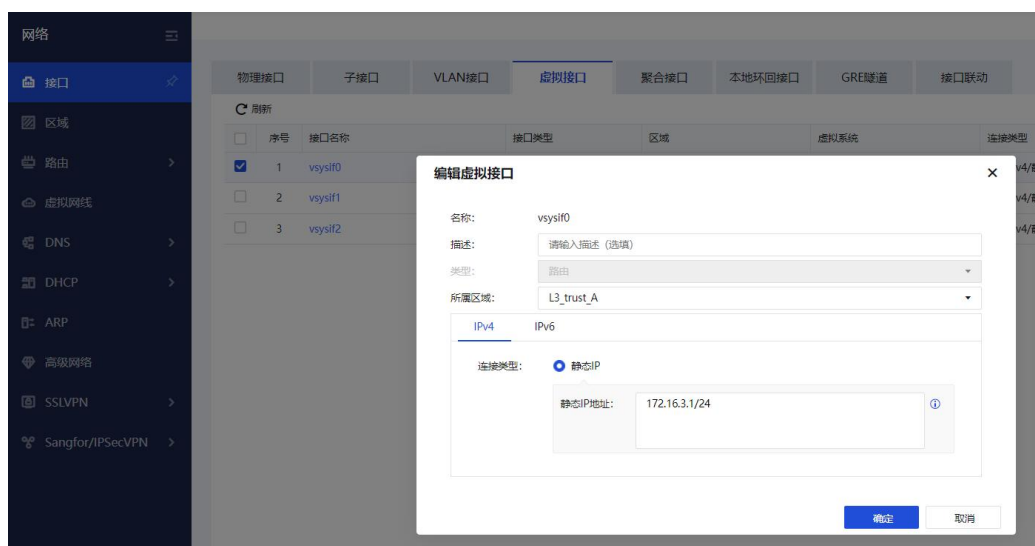 网络
接口
区域
路由
虚拟网线
DNS
DHCP
ARP
高级网络
SSLVPN
Sangfor/IPSecVPN
物理接口 子接口 VLAN接口 虚拟接口 聚合接口 本地环回接口 GRE隧道 接口联动
刷新
序号 接口名称 接口类型 区域 虚拟系统 连接类型
1 vsysif0
2 vsysif1
3 vsysif2
编辑虚拟接口
名称: vsysif0
描述: 请输入描述 (选填)
类型: 路由
所属区域: L3_trust_A
IPv4 IPv6
连接类型: 静态IP
静态IP地址: 172.16.3.1/24
确定 取消